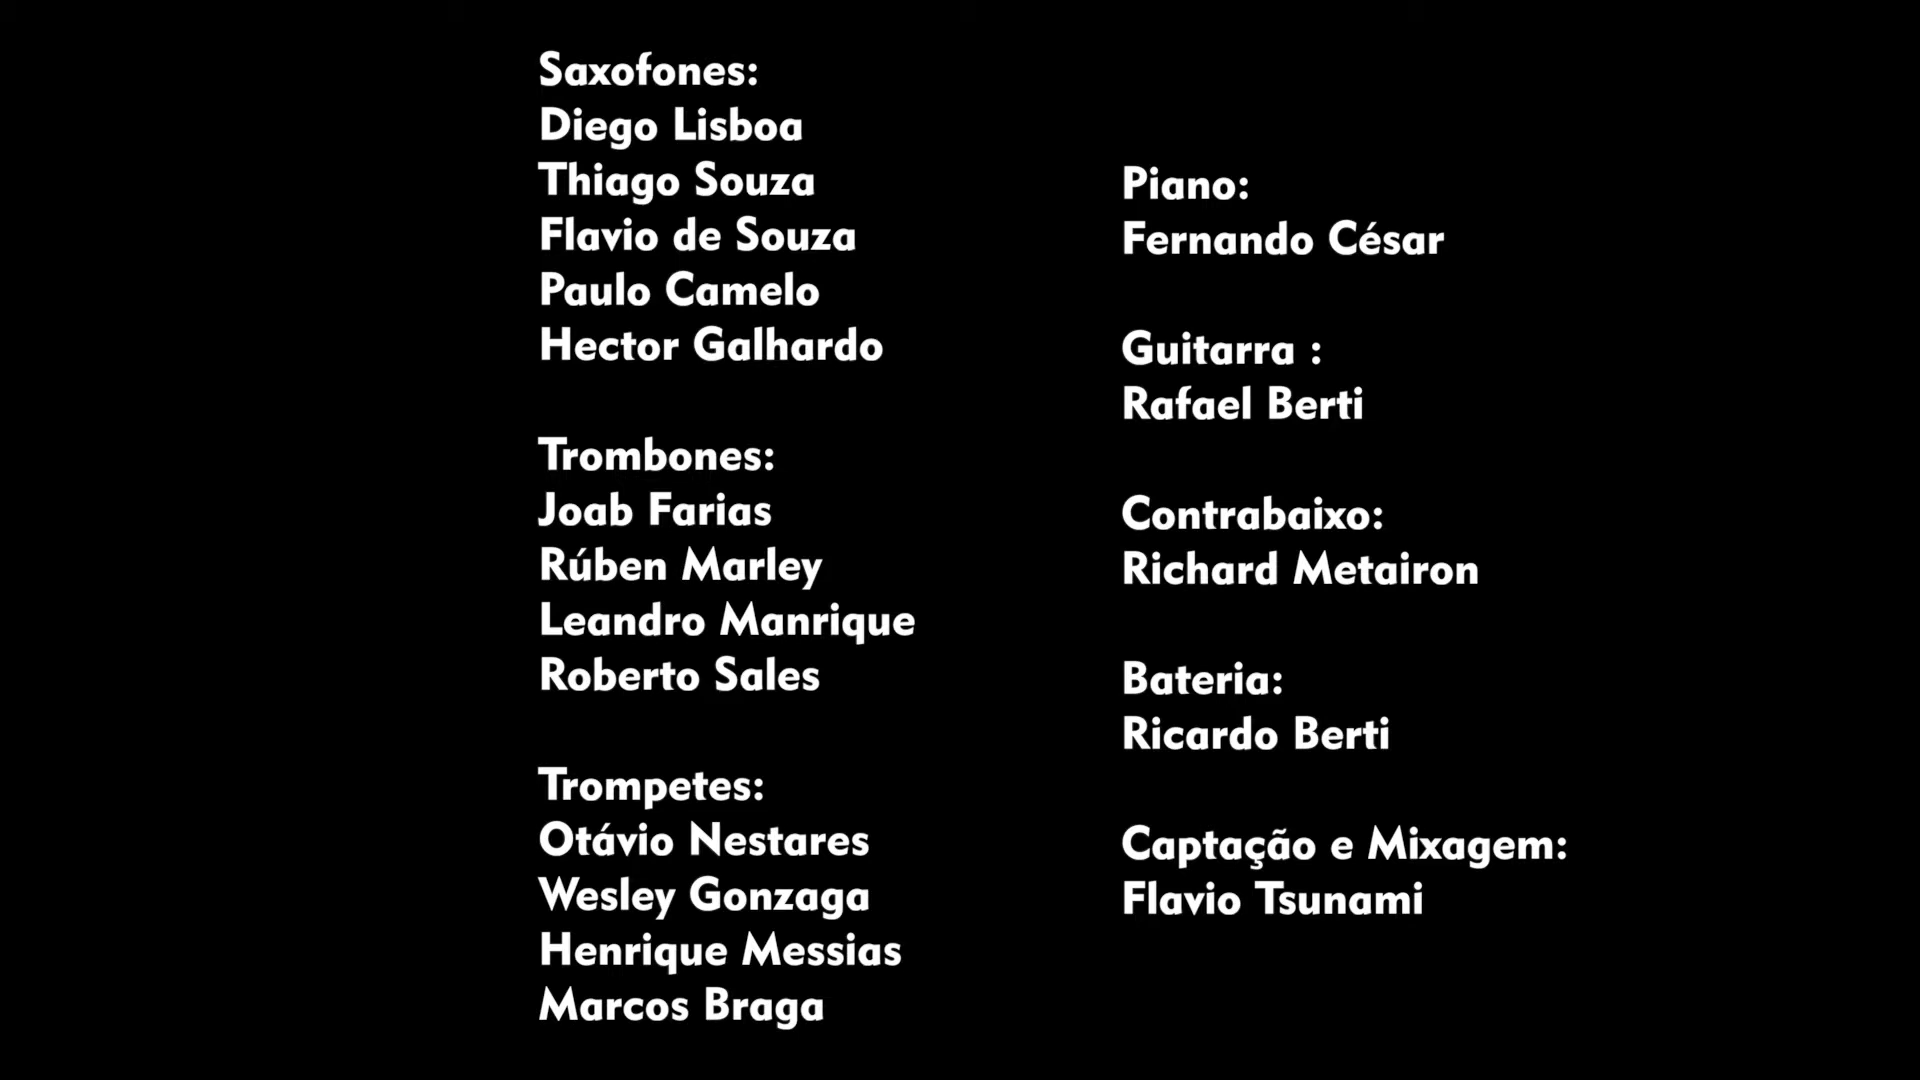 Saxofones:
Diego Lisboa
Thiago Souza
Flavio de Souza
Paulo Camelo
Hector Galhardo
Trombones:
Joab Farias
Rúben Marley
Leandro Manrique
Roberto Sales
Trompetes:
Otávio Nestares
Wesley Gonzaga
Henrique Messias
Marcos Braga
Piano:
Fernando César
Guitarra :
Rafael Berti
Contrabaixo:
Richard Metairon
Bateria:
Ricardo Berti
Captação e Mixagem:
Flavio Tsunami